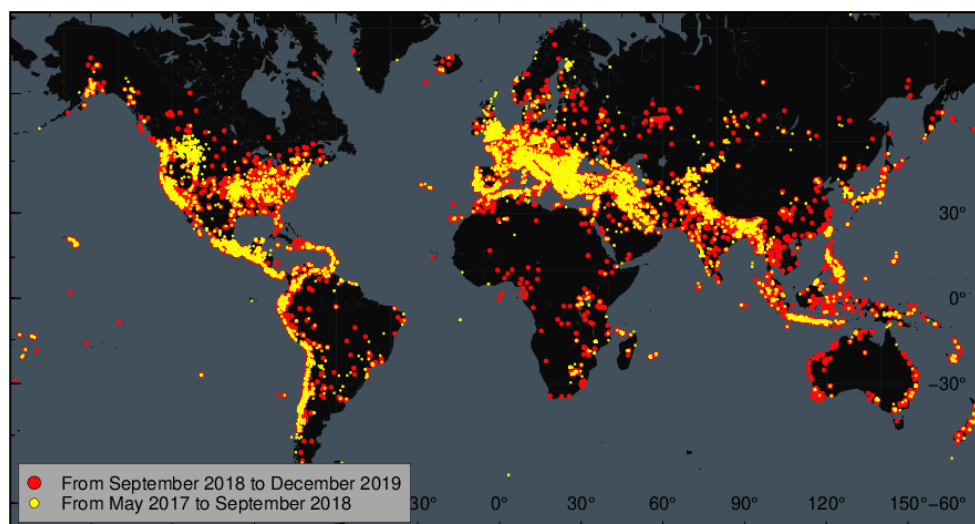 30°
0°
−30°
From September 2018 to December 2019
From May 2017 to September 2018
30° 0° 30° 60° 90° 120° 150° −60°